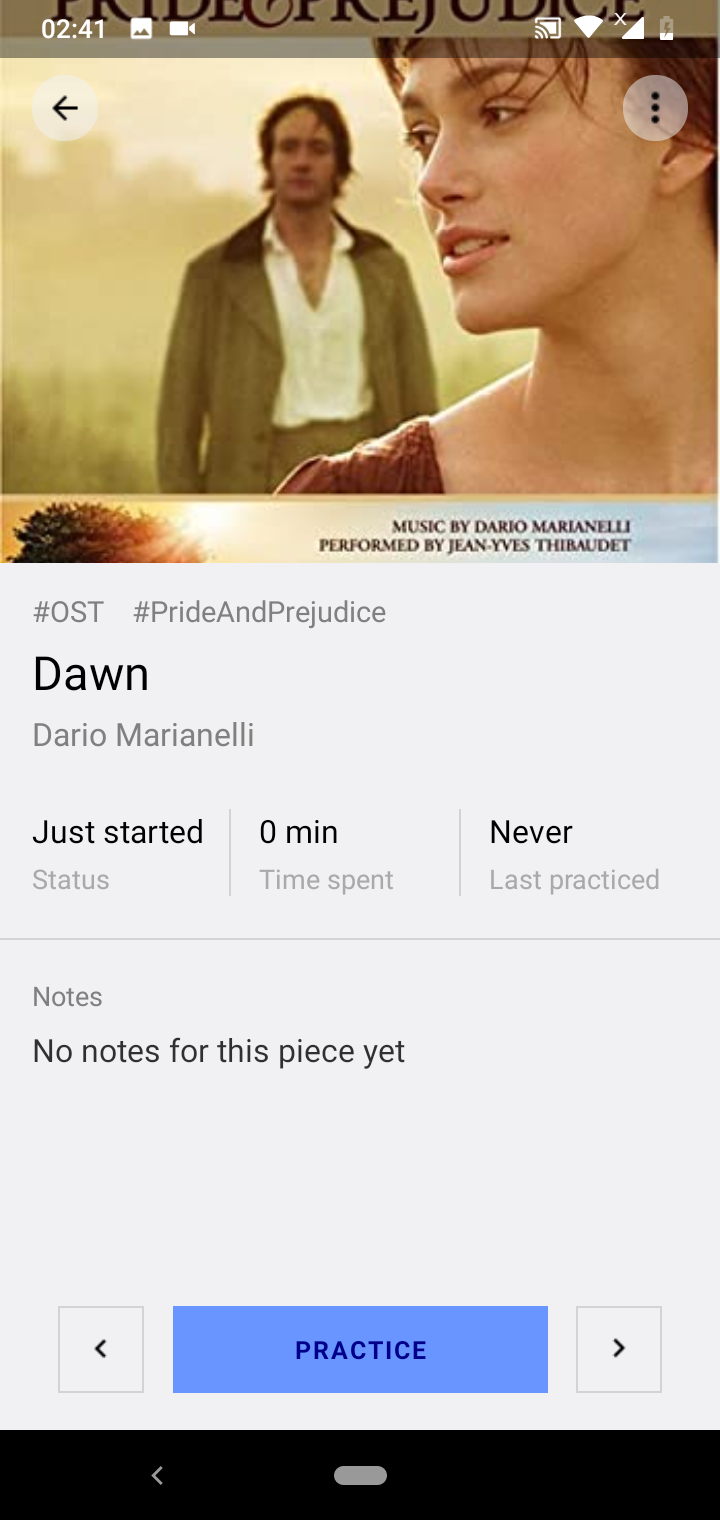 PRIDE & PREJUDICE
02:41
MUSIC BY DARIO MARIANELLI
PERFORMED BY JEAN-YVES THIBAUDET
#OST #PrideAndPrejudice
Dawn
Dario Marianelli
Just started 0 min Never
Status Time spent Last practiced
Notes
No notes for this piece yet
PRACTICE